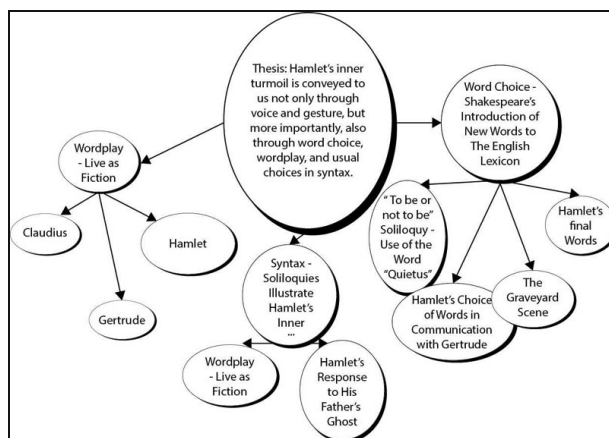 Thesis: Hamlet's inner
turmoil is conveyed to
us not only through
voice and gesture, but
more importantly, also
through word choice,
wordplay, and usual
choices in syntax.
Wordplay
- Live as
Fiction
Claudius
Gertrude
Hamlet
Syntax -
Soliloquies
Illustrate
Hamlet's
Inner
...
Wordplay
- Live as
Fiction
Hamlet's
Response
to His
Father's
Ghost
Word Choice -
Shakespeare's
Introduction of
New Words to
The English
Lexicon
"To be or
not to be"
Soliloquy -
Use of the
Word
"Quietus"
Hamlet's Choice
of Words in
Communication
with Gertrude
The
Graveyard
Scene
Hamlet's
final
Words